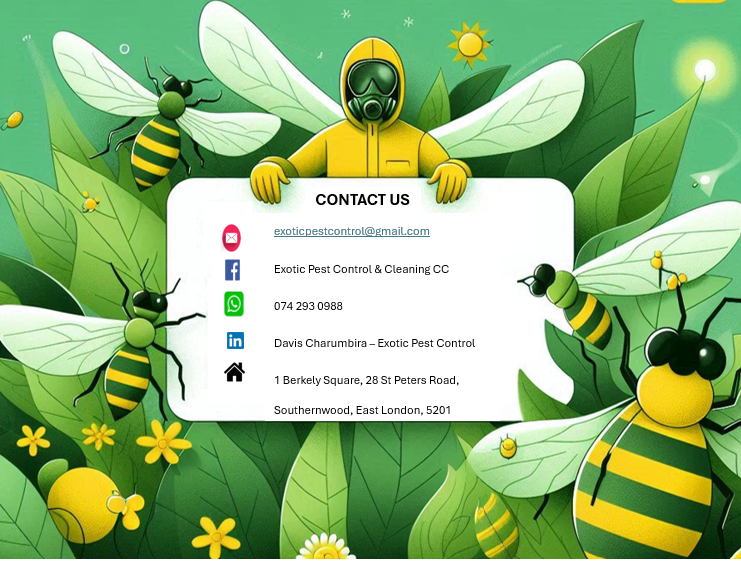 CONTACT US
exoticpestcontrol@gmail.com
Exotic Pest Control & Cleaning CC
074 293 0988
Davis Charumbira – Exotic Pest Control
1 Berkely Square, 28 St Peters Road,
Southernwood, East London, 5201